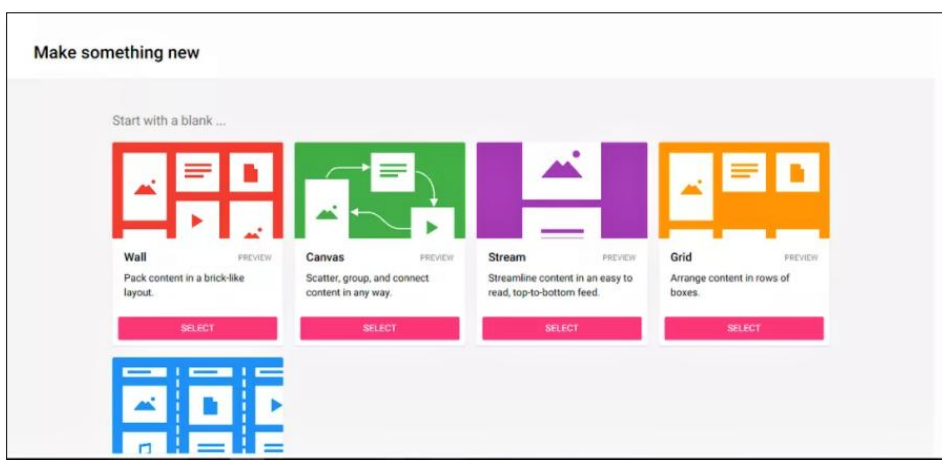 Make something new
Start with a blank ...
Wall PREVIEW
Pack content in a brick-like
layout.
SELECT
Canvas PREVIEW
Scatter, group, and connect
content in any way.
SELECT
Stream PREVIEW
Streamline content in an easy to
read, top-to-bottom feed.
SELECT
Grid PREVIEW
Arrange content in rows of
boxes.
SELECT